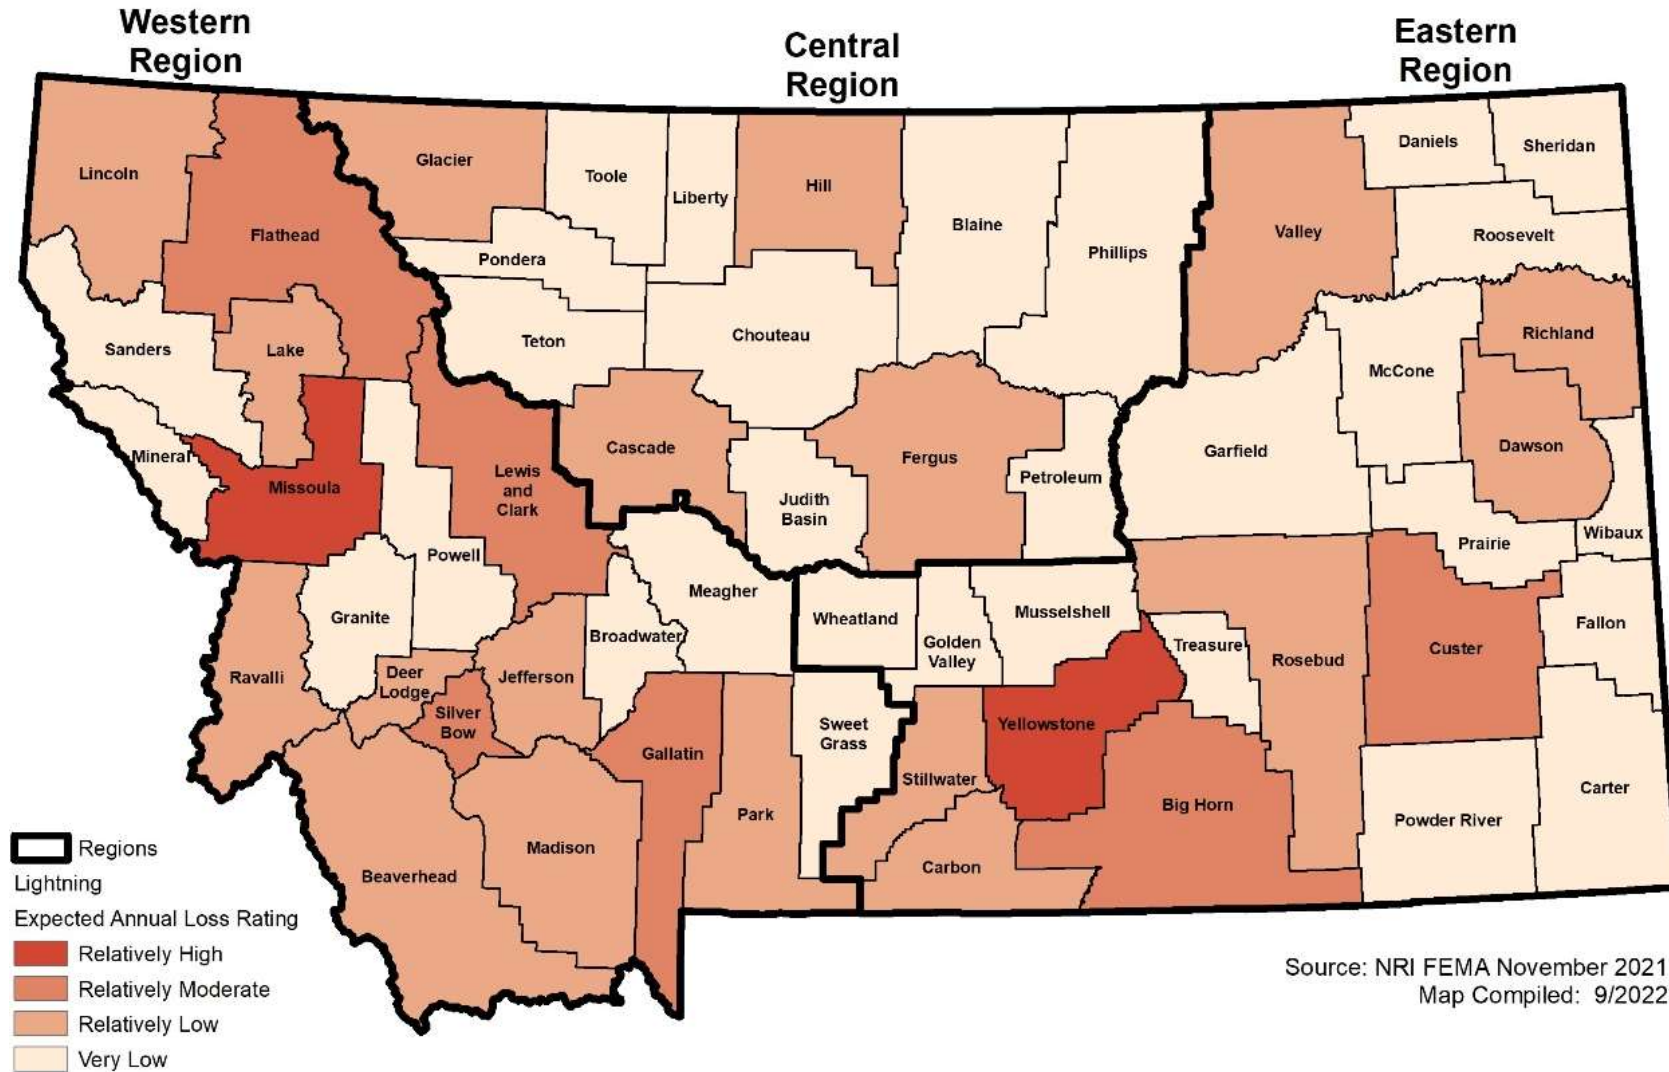 Western
Region
Central
Region
Eastern
Region
Lincoln
Flathead
Glacier
Toole
Liberty
Hill
Blaine
Phillips
Valley
Daniels
Sheridan
Roosevelt
Pondera
Teton
Chouteau
Sanders
Lake
Richland
McCone
Mineral
Missoula
Lewis
and
Clark
Cascade
Judith
Basin
Fergus
Petroleum
Garfield
Dawson
Prairie
Wibaux
Powell
Granite
Meagher
Broadwater
Wheatland
Golden
Valley
Musselshell
Treasure
Rosebud
Custer
Fallon
Ravalli
Deer
Lodge
Silver
Bow
Jefferson
Gallatin
Park
Sweet
Grass
Stillwater
Yellowstone
Big Horn
Powder River
Carter
Beaverhead
Madison
Carbon
Regions
Lightning
Expected Annual Loss Rating
Relatively High
Relatively Moderate
Relatively Low
Very Low
Source: NRI FEMA November 2021
Map Compiled: 9/2022